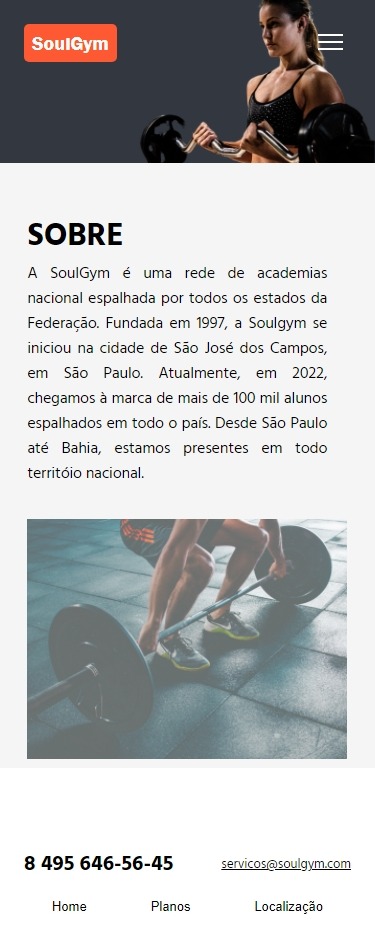 SoulGym
SOBRE
A SoulGym é uma rede de academias
nacional espalhada por todos os estados da
Federação. Fundada em 1997, a Soulgym se
iniciou na cidade de São José dos Campos,
em São Paulo. Atualmente, em 2022,
chegamos à marca de mais de 100 mil alunos
espalhados em todo o país. Desde São Paulo
até Bahia, estamos presentes em todo
territóio nacional.
8 495 646-56-45 servicos@soulgym.com
Home Planos Localização